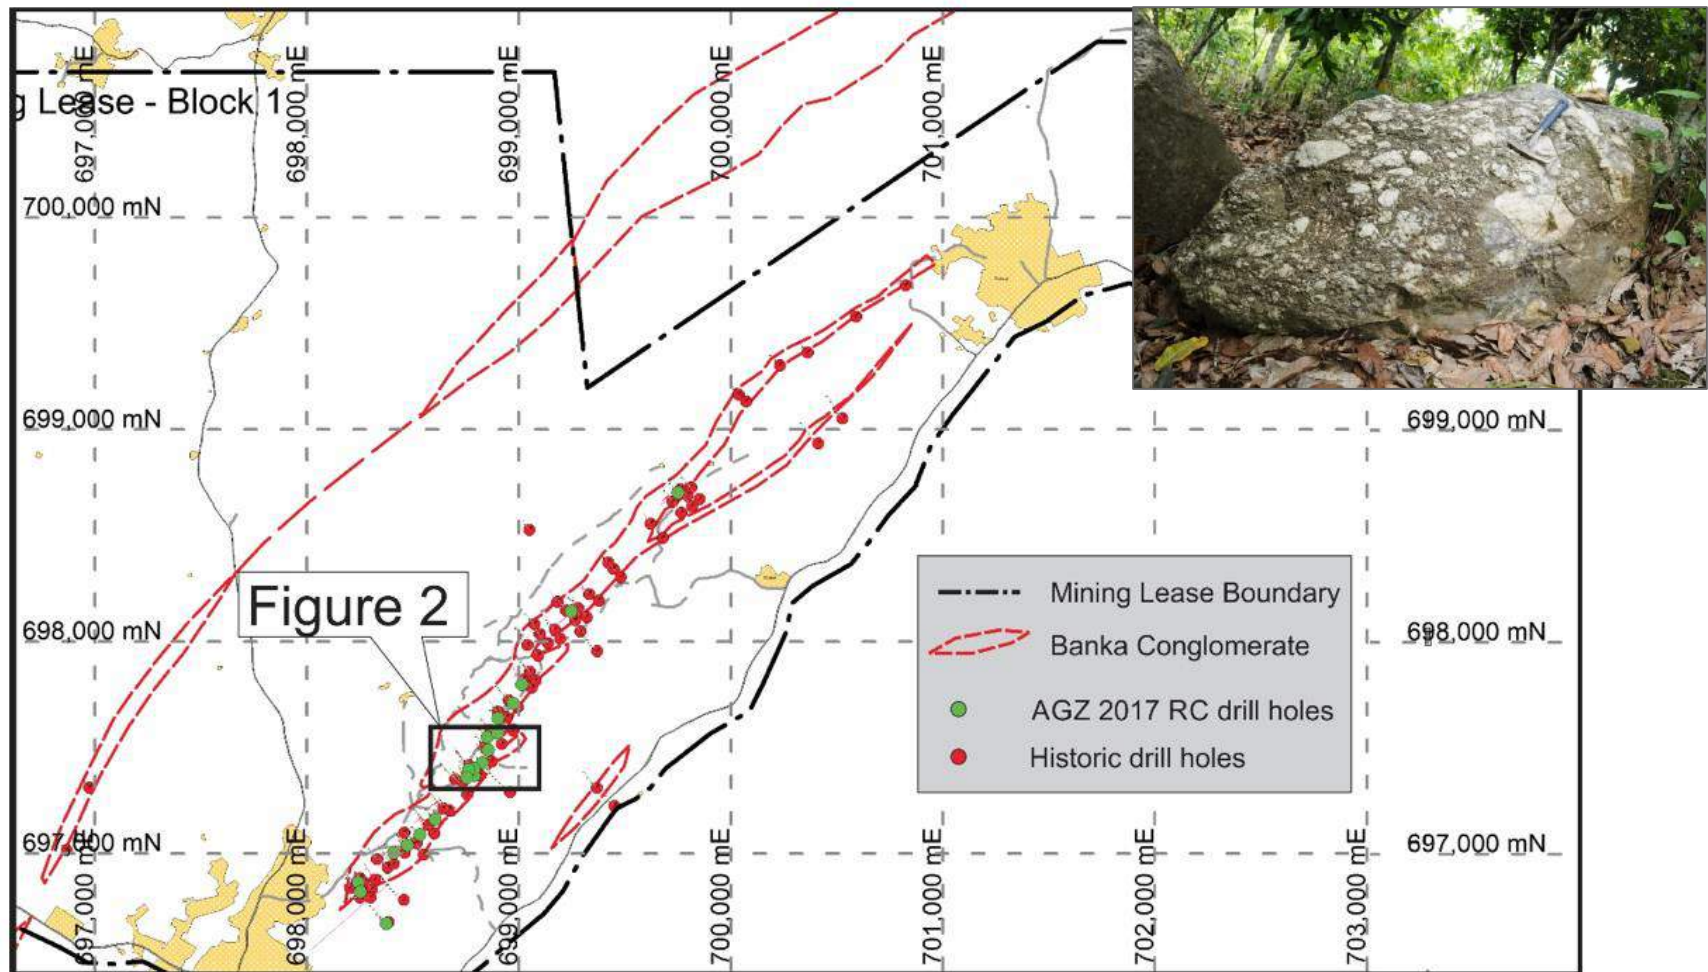 697,000 mE
698,000 mE
699,000 mE
700,000 mE
701,000 mE
g Lease - Block 1
700,000 mN
699,000 mN
699,000 mN
Figure 2
Mining Lease Boundary
698,000 mN
698,000 mN
Banka Conglomerate
AGZ 2017 RC drill holes
Historic drill holes
697,000 mN
697,000 mN
697,000 mE
698,000 mE
699,000 mE
700,000 mE
701,000 mE
702,000 mE
703,000 mE